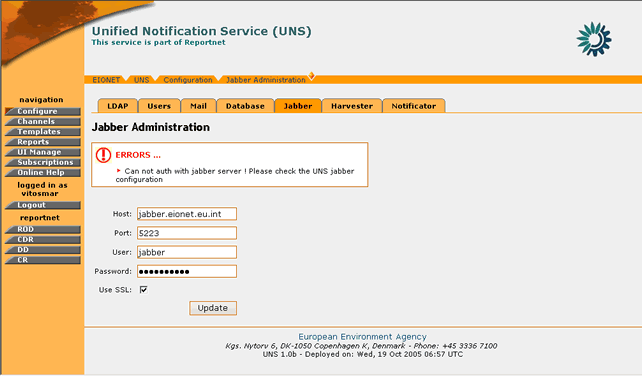 Unified Notification Service (UNS)
This service is part of Reportnet
EIONET UNS Configuration Jabber Administration
navigation
Configure
Channels
Templates
Reports
UI Manage
Subscriptions
Online Help
logged in as
vitosmar
Logout
reportnet
ROD
CDR
DD
CR
LDAP Users Mail Database Jabber Harvester Notificator
Jabber Administration
ERRORS ...
Can not auth with jabber server ! Please check the UNS jabber
configuration
Host: jabber.eionet.eu.int
Port: 5223
User: jabber
Password: ●●●●●●●●●●
Use SSL:
Update
European Environment Agency
Kgs. Nytorv 6, DK-1050 Copenhagen K, Denmark - Phone: +45 3336 7100
UNS 1.0b - Deployed on: Wed, 19 Oct 2005 06:57 UTC